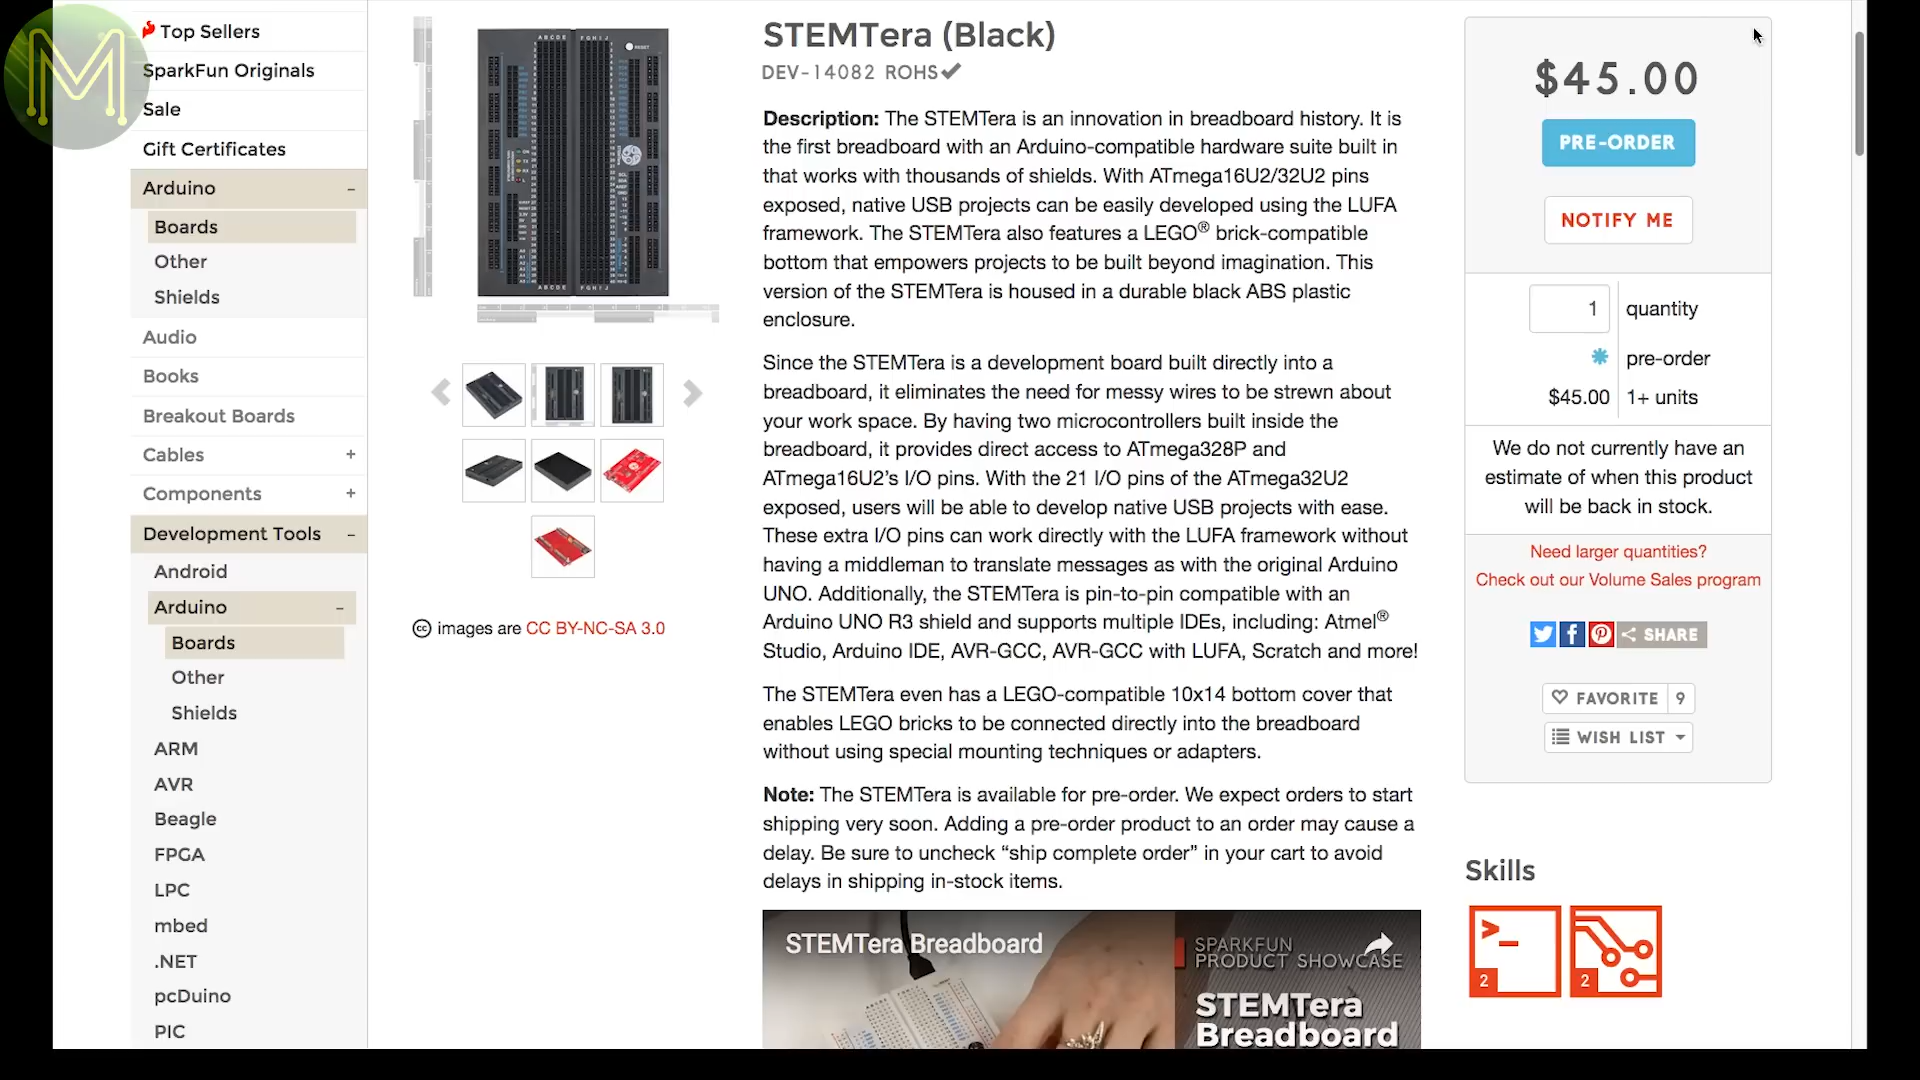 M
Top Sellers
SparkFun Originals
Sale
Gift Certificates
Arduino –
Boards
Other
Shields
Audio
Books
Breakout Boards
Cables +
Components +
Development Tools –
Android
Arduino –
Boards
Other
Shields
ARM
AVR
Beagle
FPGA
LPC
mbed
.NET
pcDuino
PIC
A B C D E F G H I J
RESET
A B C D E F G H I J
images are CC BY-NC-SA 3.0
STEMTera (Black)
DEV-14082 ROHS✔
Description: The STEMTera is an innovation in breadboard history. It is
the first breadboard with an Arduino-compatible hardware suite built in
that works with thousands of shields. With ATmega16U2/32U2 pins
exposed, native USB projects can be easily developed using the LUFA
framework. The STEMTera also features a LEGO® brick-compatible
bottom that empowers projects to be built beyond imagination. This
version of the STEMTera is housed in a durable black ABS plastic
enclosure.
Since the STEMTera is a development board built directly into a
breadboard, it eliminates the need for messy wires to be strewn about
your work space. By having two microcontrollers built inside the
breadboard, it provides direct access to ATmega328P and
ATmega16U2’s I/O pins. With the 21 I/O pins of the ATmega32U2
exposed, users will be able to develop native USB projects with ease.
These extra I/O pins can work directly with the LUFA framework without
having a middleman to translate messages as with the original Arduino
UNO. Additionally, the STEMTera is pin-to-pin compatible with an
Arduino UNO R3 shield and supports multiple IDEs, including: Atmel®
Studio, Arduino IDE, AVR-GCC, AVR-GCC with LUFA, Scratch and more!
The STEMTera even has a LEGO-compatible 10x14 bottom cover that
enables LEGO bricks to be connected directly into the breadboard
without using special mounting techniques or adapters.
Note: The STEMTera is available for pre-order. We expect orders to start
shipping very soon. Adding a pre-order product to an order may cause a
delay. Be sure to uncheck “ship complete order” in your cart to avoid
delays in shipping in-stock items.
STEMTera Breadboard
SPARKFUN
PRODUCT SHOWCASE
STEMTera
Breadboard
$45.00
PRE-ORDER
NOTIFY ME
1 quantity
pre-order
$45.00 1+ units
We do not currently have an
estimate of when this product
will be back in stock.
Need larger quantities?
Check out our Volume Sales program
SHARE
FAVORITE 9
WISH LIST
Skills
2
2